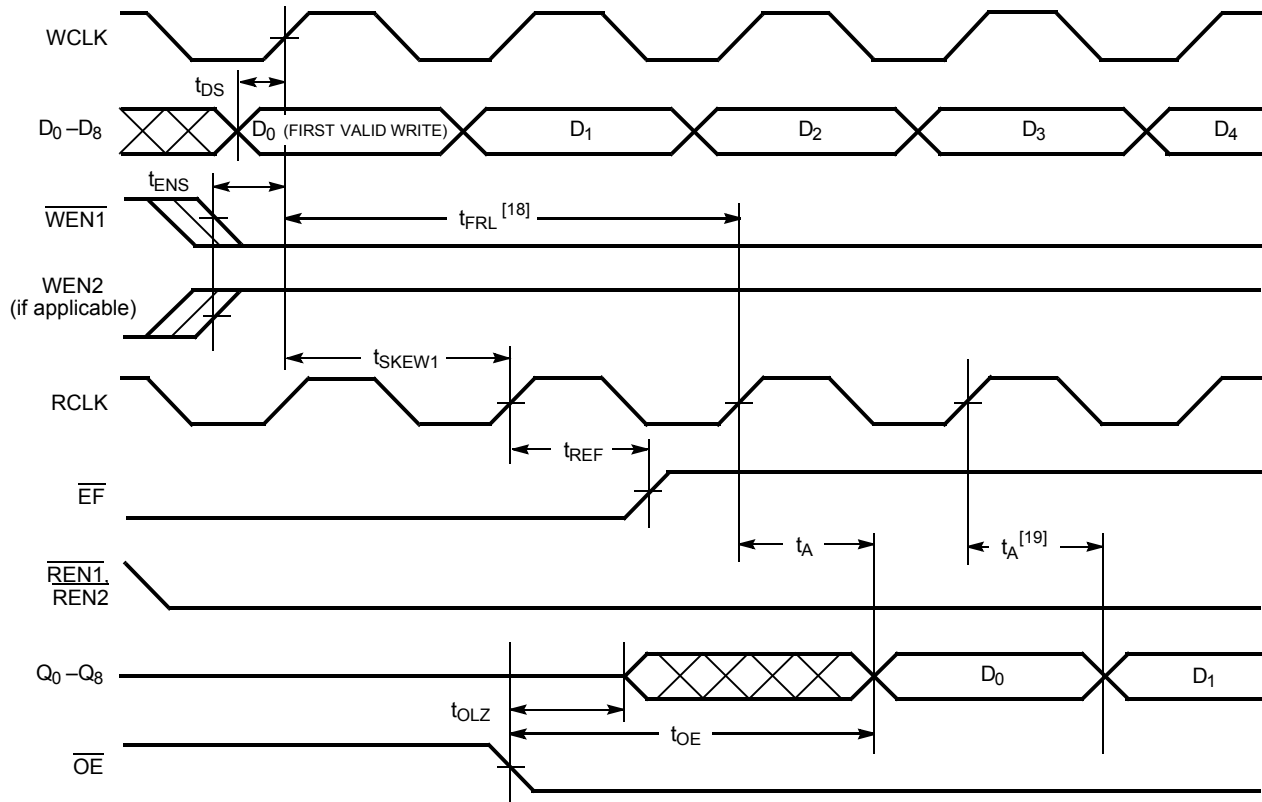 WCLK
tDS
D0 –D8
D0 (FIRST VALID WRITE)
D1
D2
D3
D4
tENS
WEN1
tFRL [18]
WEN2
(if applicable)
tSKEW1
RCLK
tREF
EF
tA
tA[19]
REN1,
REN2
Q0 –Q8
D0
D1
tOLZ
tOE
OE